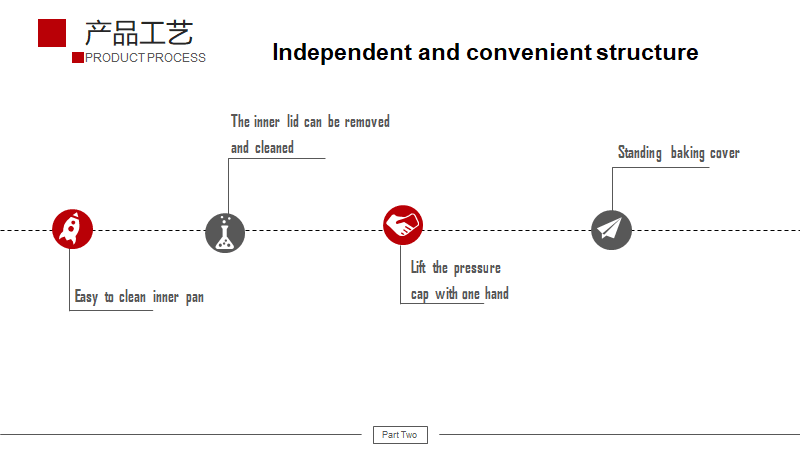 产品工艺
PRODUCT PROCESS
Independent and convenient structure
The inner lid can be removed
and cleaned
Standing baking cover
Easy to clean inner pan
Lift the pressure
cap with one hand
Part Two